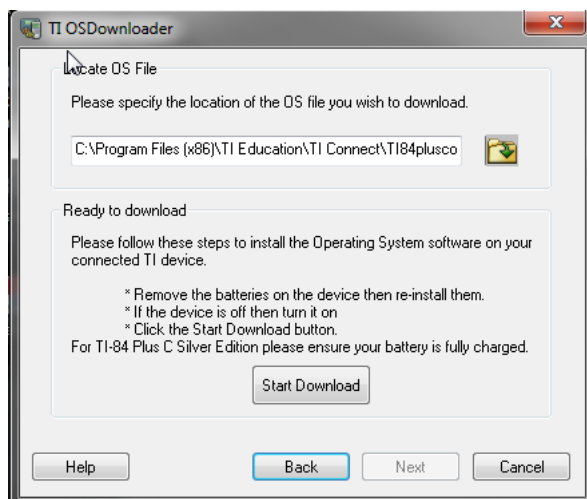 TI OSDownloader
Locate OS File
Please specify the location of the OS file you wish to download.
C:\Program Files (x86)\TI Education\TI Connect\TI84plusco
Ready to download
Please follow these steps to install the Operating System software on your
connected TI device.
* Remove the batteries on the device then re-install them.
* If the device is off then turn it on
* Click the Start Download button.
For TI-84 Plus C Silver Edition please ensure your battery is fully charged.
Start Download
Help Back Next Cancel